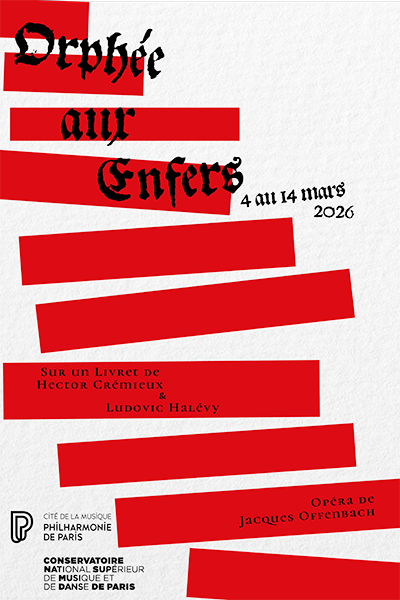 Orphée
aux
Enfers
4 au 14 mars
2026
Sur un Livret de
Hector Crémieux
&
Ludovic Halévy
Opéra de
Jacques Offenbach
CITÉ DE LA MUSIQUE
PHILHARMONIE
DE PARIS
CONSERVATOIRE
NATIONAL SUPÉRIEUR
DE MUSIQUE ET
DE DANSE DE PARIS